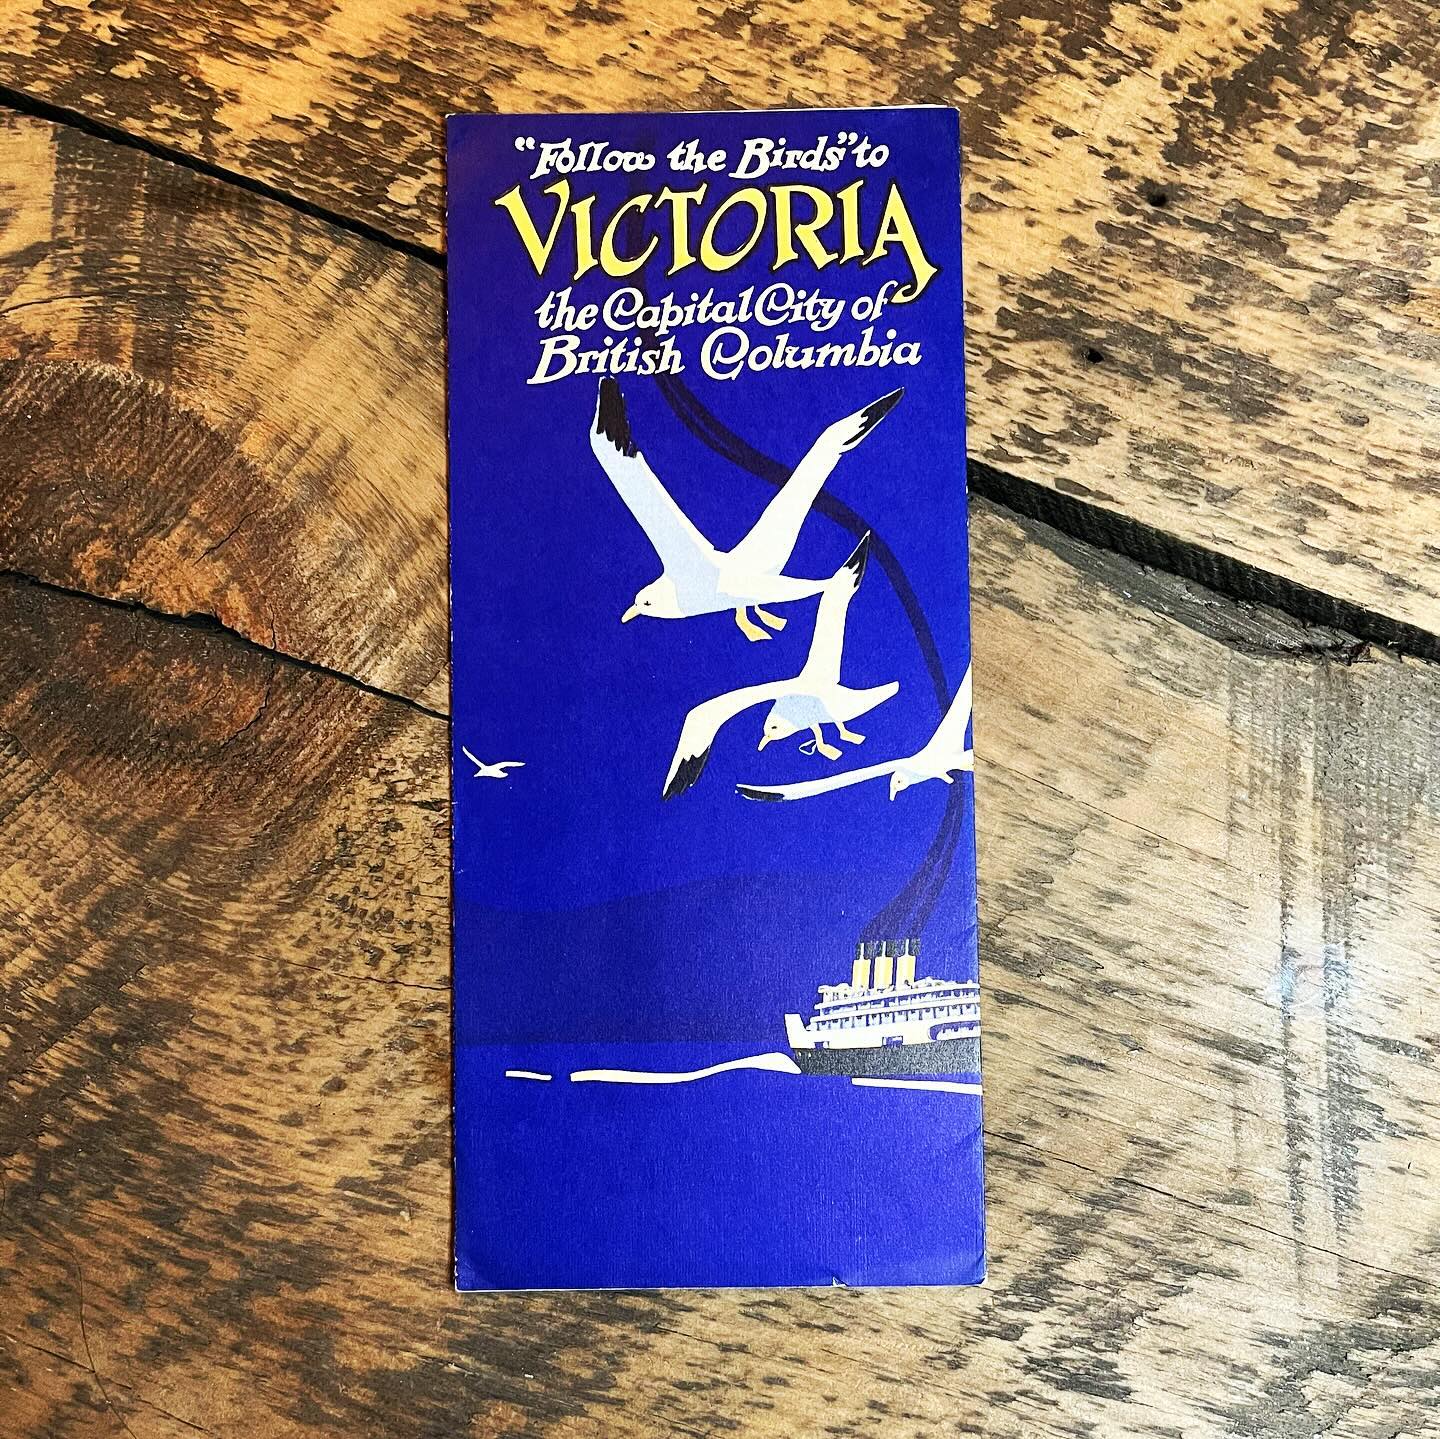 “Follow the Birds” to
VICTORIA
the Capital City of
British Columbia